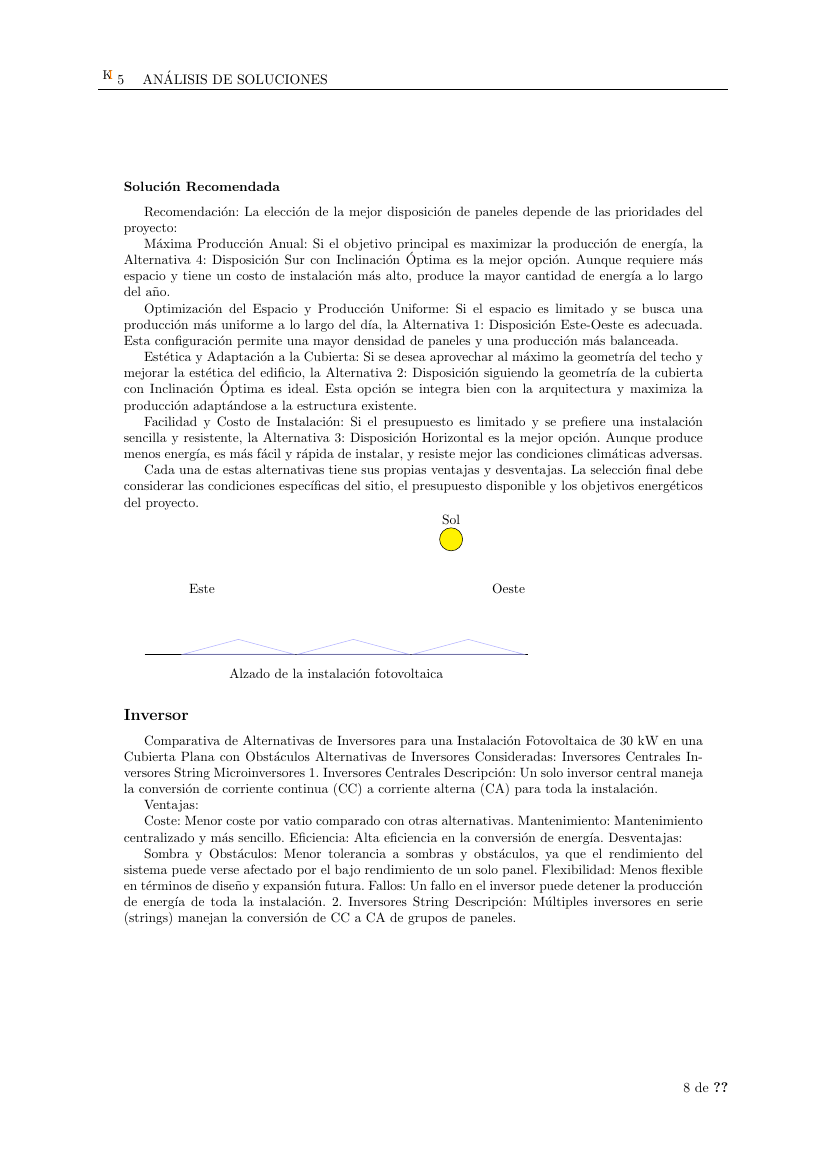 K 5 ANÁLISIS DE SOLUCIONES
Solución Recomendada
Recomendación: La elección de la mejor disposición de paneles depende de las prioridades del
proyecto:
Máxima Producción Anual: Si el objetivo principal es maximizar la producción de energía, la
Alternativa 4: Disposición Sur con Inclinación Óptima es la mejor opción. Aunque requiere más
espacio y tiene un costo de instalación más alto, produce la mayor cantidad de energía a lo largo
del año.
Optimización del Espacio y Producción Uniforme: Si el espacio es limitado y se busca una
producción más uniforme a lo largo del día, la Alternativa 1: Disposición Este-Oeste es adecuada.
Esta configuración permite una mayor densidad de paneles y una producción más balanceada.
Estética y Adaptación a la Cubierta: Si se desea aprovechar al máximo la geometría del techo y
mejorar la estética del edificio, la Alternativa 2: Disposición siguiendo la geometría de la cubierta
con Inclinación Óptima es ideal. Esta opción se integra bien con la arquitectura y maximiza la
producción adaptándose a la estructura existente.
Facilidad y Costo de Instalación: Si el presupuesto es limitado y se prefiere una instalación
sencilla y resistente, la Alternativa 3: Disposición Horizontal es la mejor opción. Aunque produce
menos energía, es más fácil y rápida de instalar, y resiste mejor las condiciones climáticas adversas.
Cada una de estas alternativas tiene sus propias ventajas y desventajas. La selección final debe
considerar las condiciones específicas del sitio, el presupuesto disponible y los objetivos energéticos
del proyecto.
Sol
Este Oeste
Alzado de la instalación fotovoltaica
Inversor
Comparativa de Alternativas de Inversores para una Instalación Fotovoltaica de 30 kW en una
Cubierta Plana con Obstáculos Alternativas de Inversores Consideradas: Inversores Centrales In-
versores String Microinversores 1. Inversores Centrales Descripción: Un solo inversor central maneja
la conversión de corriente continua (CC) a corriente alterna (CA) para toda la instalación.
Ventajas:
Coste: Menor coste por vatio comparado con otras alternativas. Mantenimiento: Mantenimiento
centralizado y más sencillo. Eficiencia: Alta eficiencia en la conversión de energía. Desventajas:
Sombra y Obstáculos: Menor tolerancia a sombras y obstáculos, ya que el rendimiento del
sistema puede verse afectado por el bajo rendimiento de un solo panel. Flexibilidad: Menos flexible
en términos de diseño y expansión futura. Fallos: Un fallo en el inversor puede detener la producción
de energía de toda la instalación. 2. Inversores String Descripción: Múltiples inversores en serie
(strings) manejan la conversión de CC a CA de grupos de paneles.
8 de ??